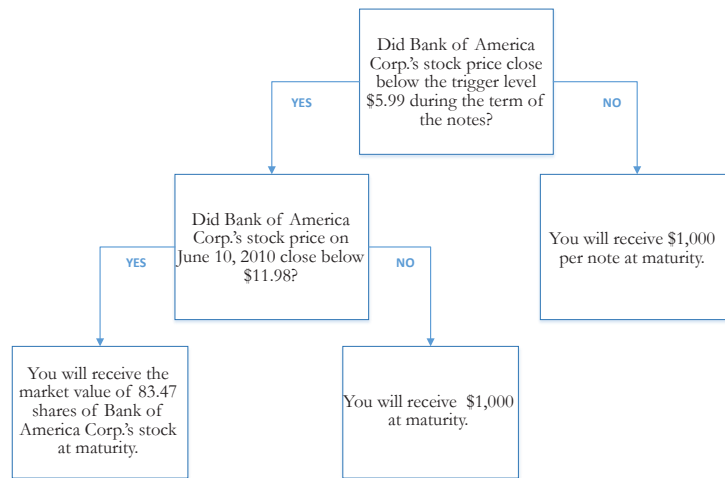 Did Bank of America
Corp.'s stock price close
below the trigger level
$5.99 during the term of
the notes?
YES
NO
Did Bank of America
Corp.'s stock price on
June 10, 2010 close below
$11.98?
You will receive $1,000
per note at maturity.
YES
NO
You will receive the
market value of 83.47
shares of Bank of
America Corp.'s stock
at maturity.
You will receive $1,000
at maturity.